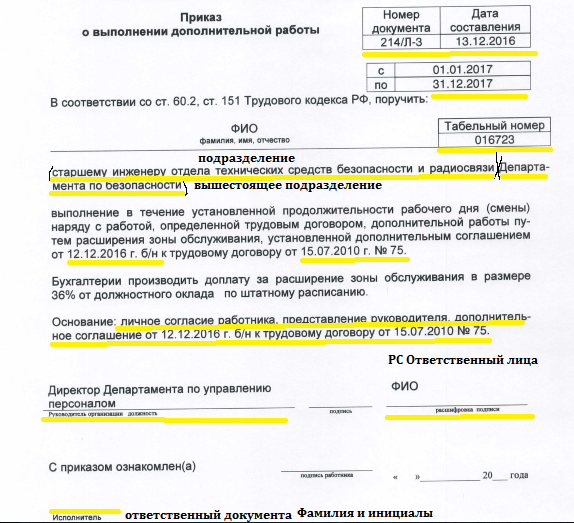 Приказ
о выполнении дополнительной работы
Номер документа
Дата составления
214/Л-3
13.12.2016
с 01.01.2017
по 31.12.2017
В соответствии со ст. 60.2, ст. 151 Трудового кодекса РФ, поручить:
ФИО
фамилия, имя, отчество
Табельный номер
016723
подразделение
старшему инженеру отдела технических средств безопасности и радиосвязи Департа-
мента по безопасности вышестоящее подразделение
выполнение в течение установленной продолжительности рабочего дня (смены)
наряду с работой, определенной трудовым договором, дополнительной работы пу-
тем расширения зоны обслуживания, установленной дополнительным соглашением
от 12.12.2016 г. б/н к трудовому договору от 15.07.2010 г. № 75.
Бухгалтерии производить доплату за расширение зоны обслуживания в размере
36% от должностного оклада по штатному расписанию.
Основание: личное согласие работника, представление руководителя, дополнитель-
ное соглашение от 12.12.2016 г. б/н к трудовому договору от 15.07.2010 № 75.
РС Ответственный лица
Директор Департамента по управлению
персоналом
ФИО
Руководитель организации должность
подпись
расшифровка подписи
С приказом ознакомлен(а)
подпись работника
« » 20 года
Исполнитель ответственный документа Фамилия и инициалы